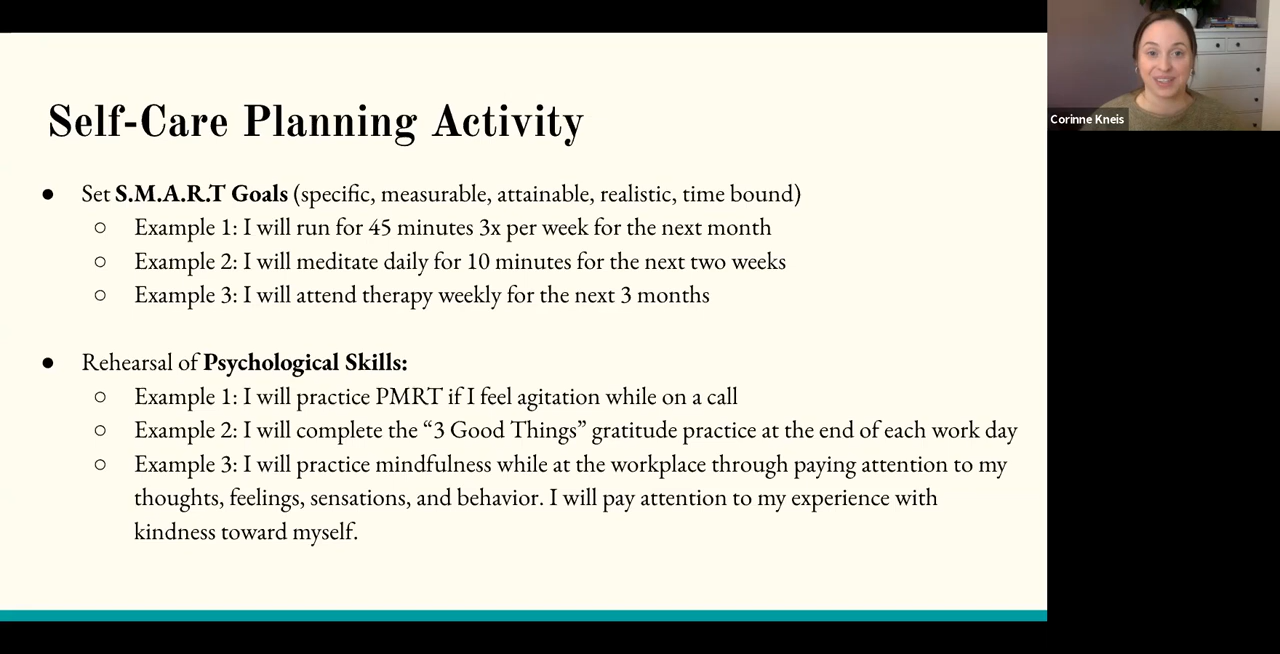 Self-Care Planning Activity
● Set S.M.A.R.T Goals (specific, measurable, attainable, realistic, time bound)
○ Example 1: I will run for 45 minutes 3x per week for the next month
○ Example 2: I will meditate daily for 10 minutes for the next two weeks
○ Example 3: I will attend therapy weekly for the next 3 months
● Rehearsal of Psychological Skills:
○ Example 1: I will practice PMRT if I feel agitation while on a call
○ Example 2: I will complete the “3 Good Things” gratitude practice at the end of each work day
○ Example 3: I will practice mindfulness while at the workplace through paying attention to my
thoughts, feelings, sensations, and behavior. I will pay attention to my experience with
kindness toward myself.
Corinne Kneis